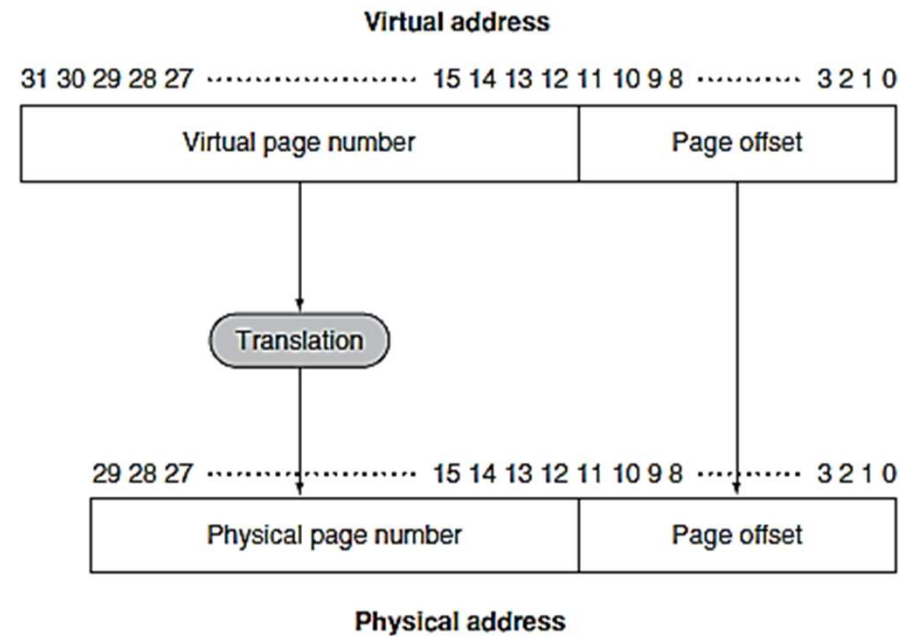 Virtual address
31 30 29 28 27 ····················· 15 14 13 12 11 10 9 8 ·········· 3 2 1 0
Virtual page number Page offset
Translation
29 28 27 ····················· 15 14 13 12 11 10 9 8 ·········· 3 2 1 0
Physical page number Page offset
Physical address